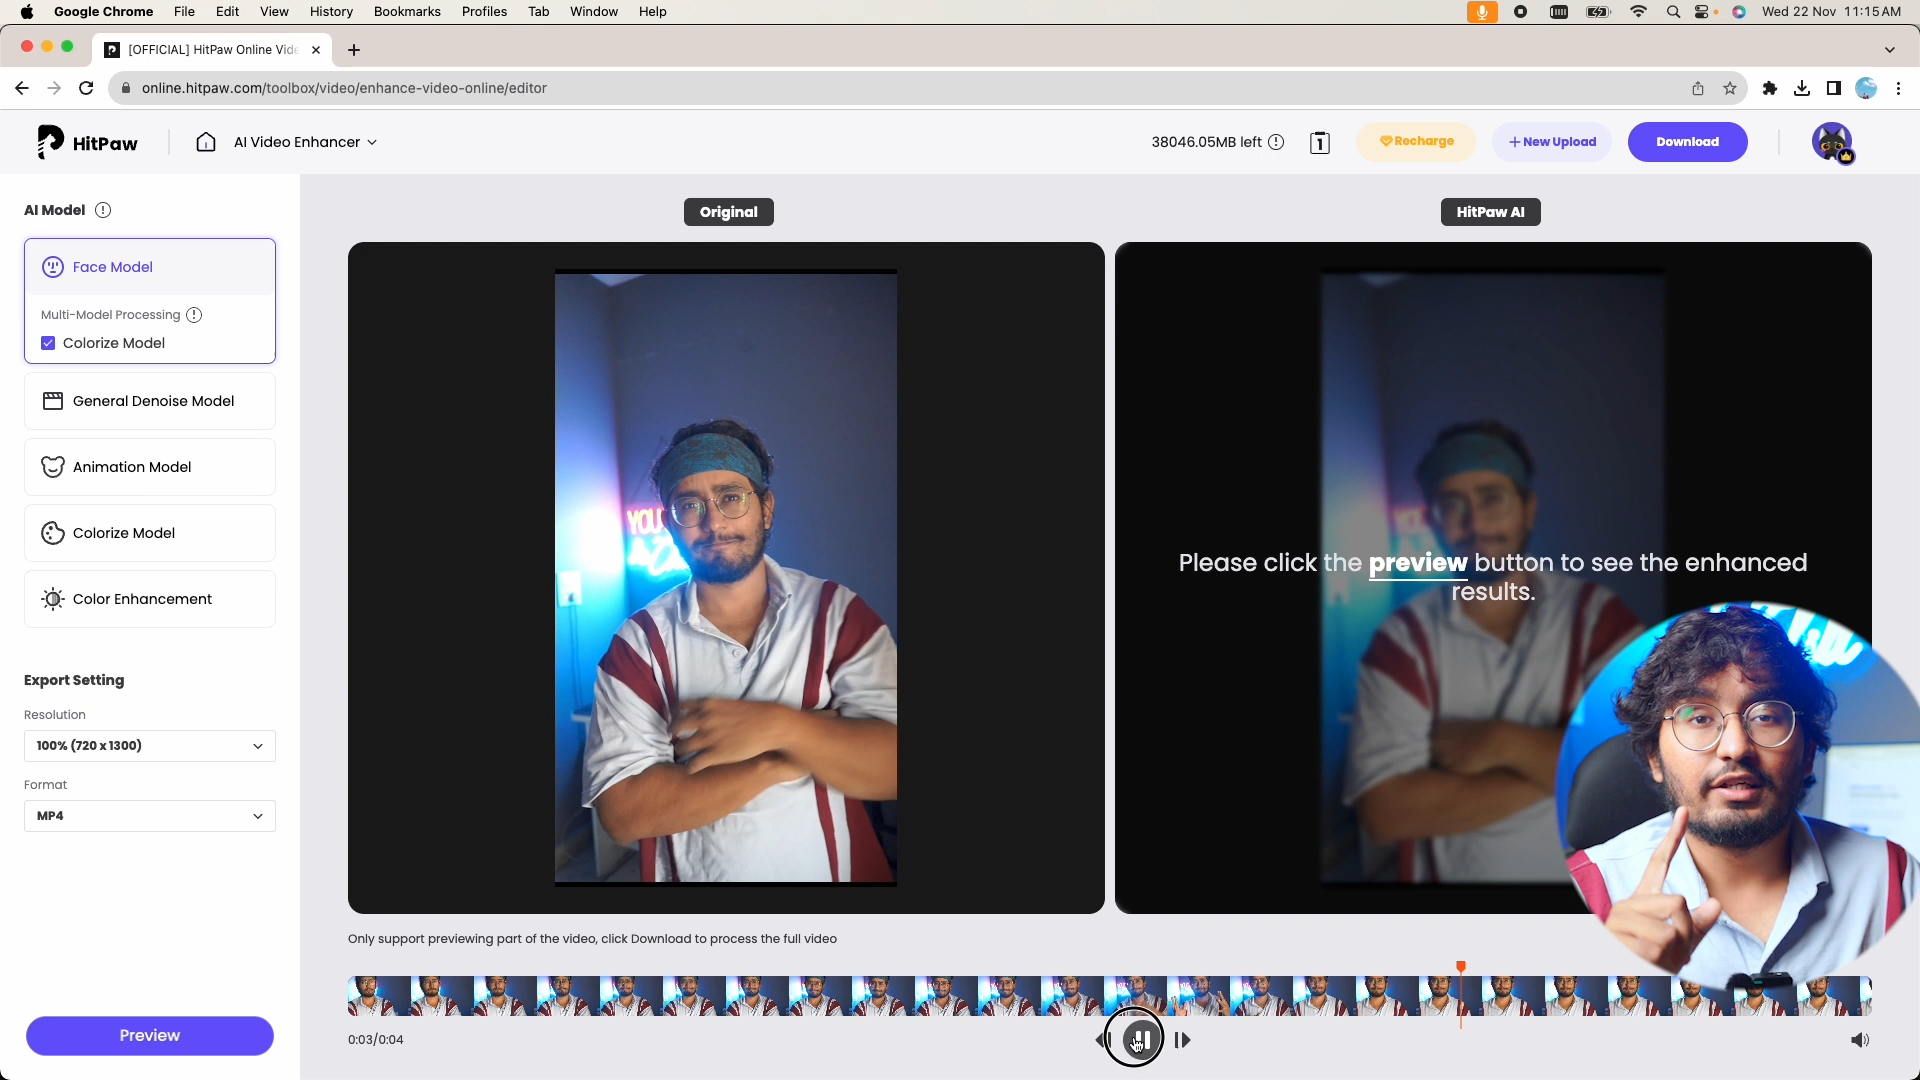 Google Chrome File Edit View History Bookmarks Profiles Tab Window Help Wed 22 Nov 11:15 AM
[OFFICIAL] HitPaw Online Vide
online.hitpaw.com/toolbox/video/enhance-video-online/editor
HitPaw AI Video Enhancer 38046.05MB left 1 Recharge + New Upload Download
AI Model
Face Model
Multi-Model Processing
Colorize Model
General Denoise Model
Animation Model
Colorize Model
Color Enhancement
Export Setting
Resolution
100% (720 x 1300)
Format
MP4
Preview
Original
HitPaw AI
YOU
Please click the preview button to see the enhanced
results.
Only support previewing part of the video, click Download to process the full video
0:03/0:04